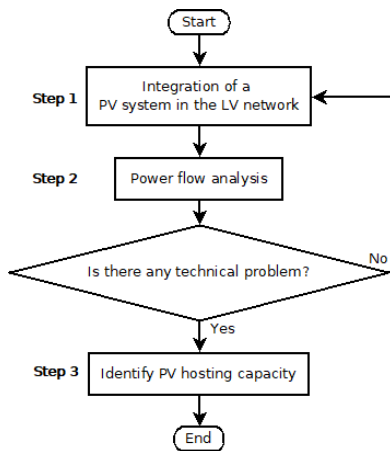 Start
Step 1
Integration of a
PV system in the LV network
Step 2
Power flow analysis
Is there any technical problem?
No
Yes
Step 3
Identify PV hosting capacity
End